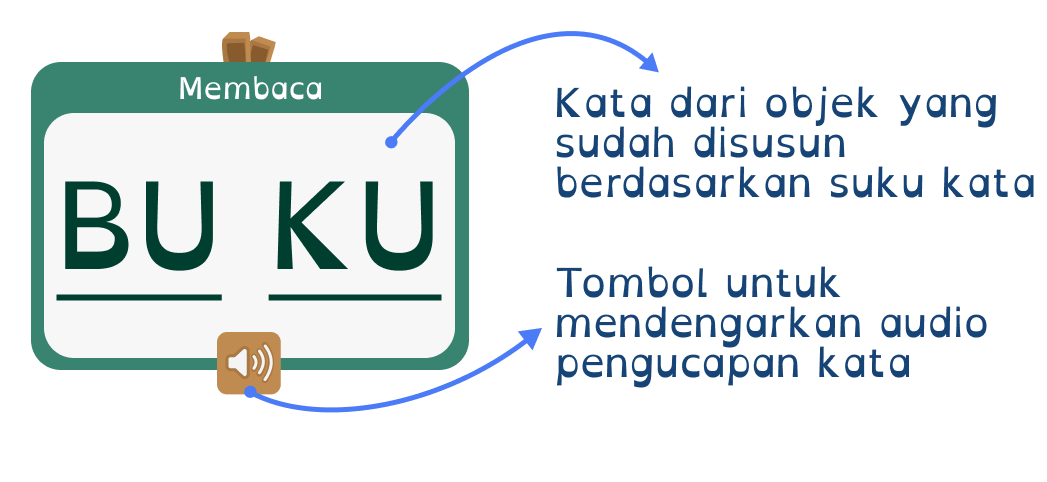 Membaca
BU KU
Kata dari objek yang
sudah disusun
berdasarkan suku kata
Tombol untuk
mendengarkan audio
pengucapan kata